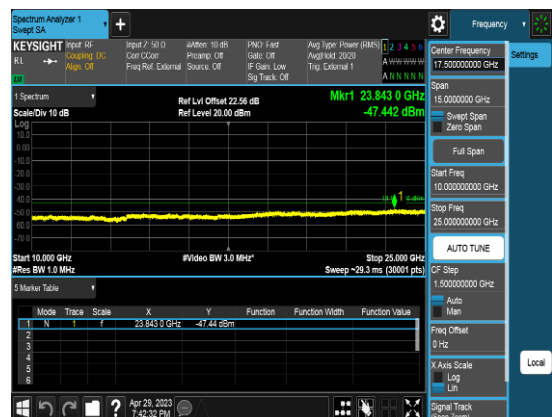 Spectrum Analyzer 1
Swept SA
Frequency
KEYSIGHT
Input: RF
Input Z: 50 Ω
#Atten: 10 dB
PNO: Fast
Avg Type: Power (RMS)
1 2 3 4 5 6
RL
Coupling: DC
Corr CCorr
Preamp: Off
Gate: Off
Avg|Hold: 20/20
Align: Off
Freq Ref: External
Source: Off
IF Gain: Low
Trig: External 1
Sig Track: Off
A N N N N N
1 Spectrum
Ref Lvl Offset 22.56 dB
Mkr1 23.843 0 GHz
Scale/Div 10 dB
Ref Level 20.00 dBm
-47.442 dBm
Log
10.0
0.00
-10.0
-20.0
-30.0
-40.0
-50.0
-60.0
-70.0
1
Start 10.000 GHz
#Video BW 3.0 MHz*
Stop 25.000 GHz
#Res BW 1.0 MHz
Sweep ~29.3 ms (30001 pts)
5 Marker Table
Mode Trace Scale X Y Function Function Width Function Value
1 N 1 f 23.843 0 GHz -47.44 dBm
2
3
4
5
6
Apr 29, 2023
7:42:32 PM
Center Frequency
17.500000000 GHz
Settings
Span
15.0000000 GHz
Swept Span
Zero Span
Full Span
Start Freq
10.000000000 GHz
Stop Freq
25.000000000 GHz
AUTO TUNE
CF Step
1.500000000 GHz
Auto
Man
Freq Offset
0 Hz
X Axis Scale
Log
Lin
Local
Signal Track